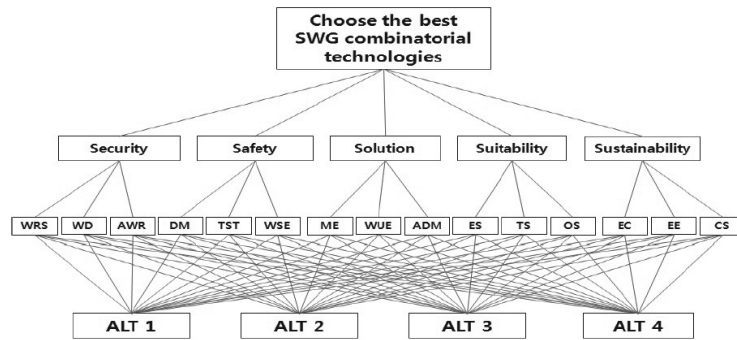 Choose the best
SWG combinatorial
technologies
Security Safety Solution Suitability Sustainability
WRS WD AWR DM TST WSE ME WUE ADM ES TS OS EC EE CS
ALT 1 ALT 2 ALT 3 ALT 4